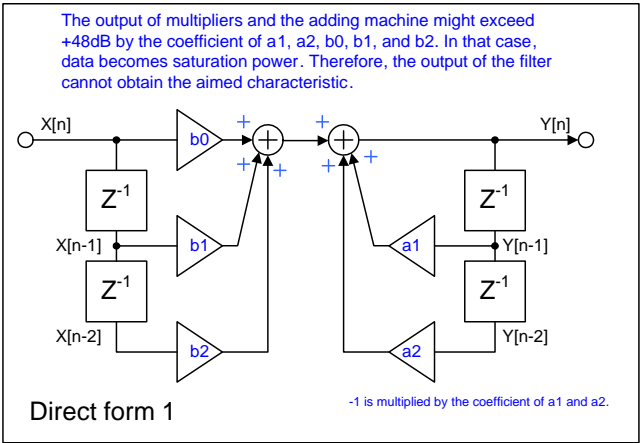 The output of multipliers and the adding machine might exceed
+48dB by the coefficient of a1, a2, b0, b1, and b2. In that case,
data becomes saturation power. Therefore, the output of the filter
cannot obtain the aimed characteristic.
X[n]
b0
+
+
+
+
+
+
+
+
Y[n]
Z-1
Z-1
X[n-1]
b1
a1
Y[n-1]
Z-1
Z-1
X[n-2]
b2
a2
Y[n-2]
Direct form 1
-1 is multiplied by the coefficient of a1 and a2.